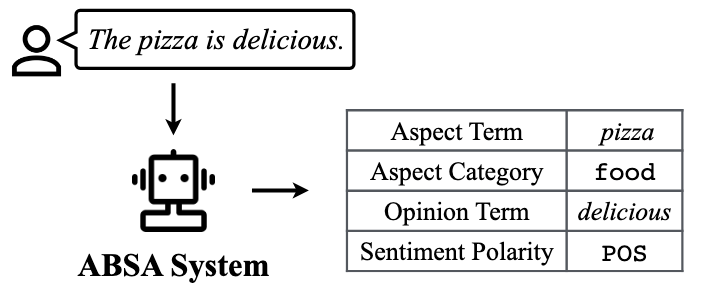 The pizza is delicious.
ABSA System
Aspect Term pizza
Aspect Category food
Opinion Term delicious
Sentiment Polarity POS